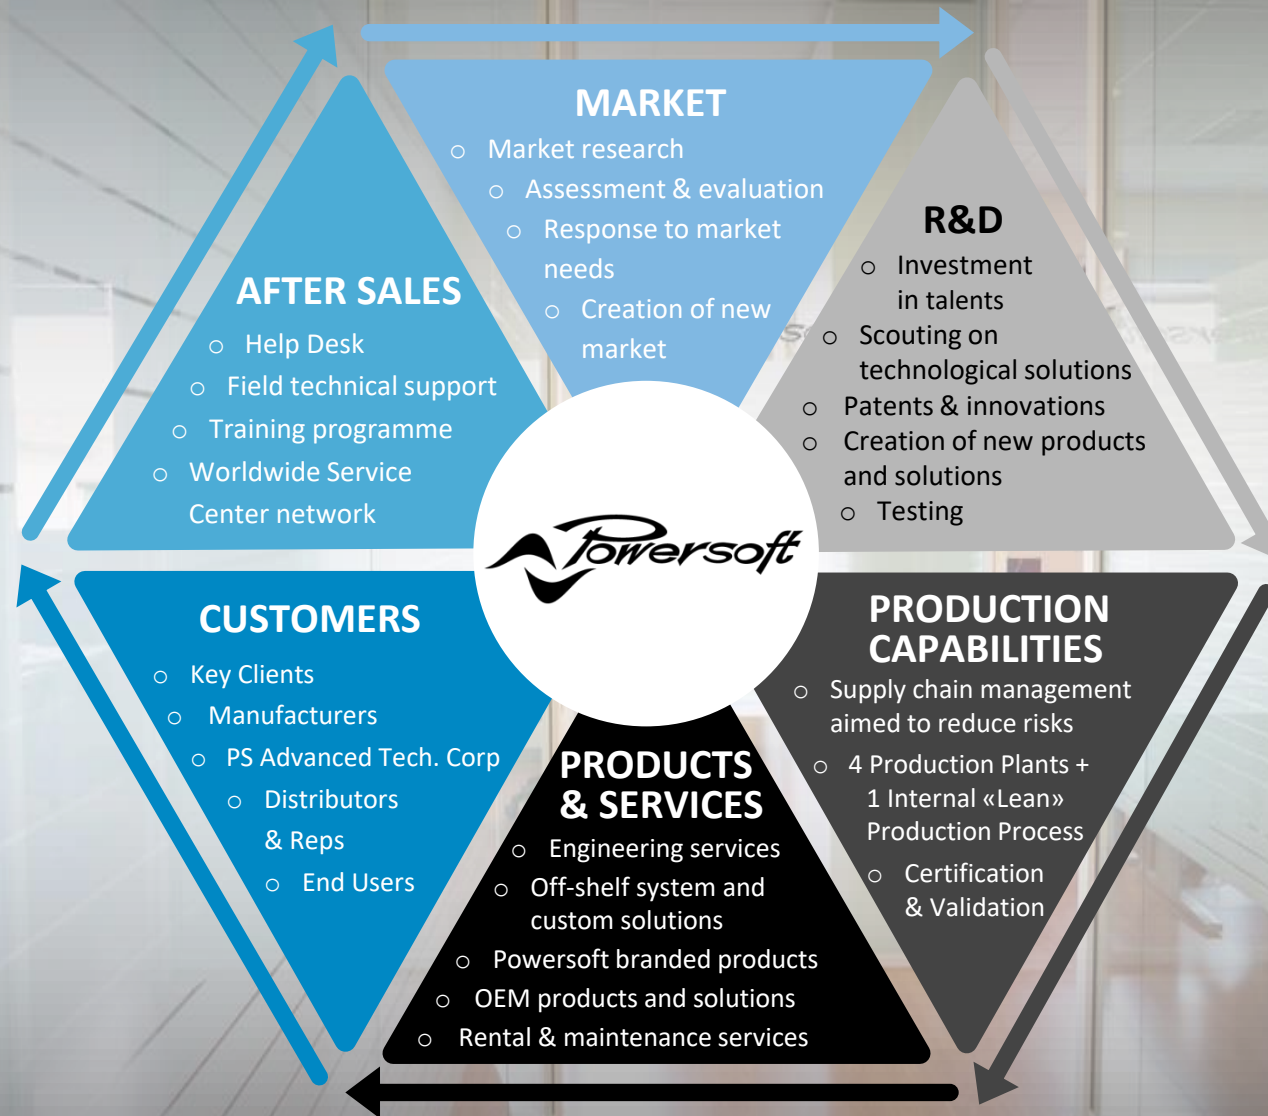 MARKET
○ Market research
○ Assessment & evaluation
○ Response to market
needs
○ Creation of new
market
R&D
○ Investment
in talents
○ Scouting on
technological solutions
○ Patents & innovations
○ Creation of new products
and solutions
○ Testing
PRODUCTION
CAPABILITIES
○ Supply chain management
aimed to reduce risks
○ 4 Production Plants +
1 Internal «Lean»
Production Process
○ Certification
& Validation
PRODUCTS
& SERVICES
○ Engineering services
○ Off-shelf system and
custom solutions
○ Powersoft branded products
○ OEM products and solutions
○ Rental & maintenance services
CUSTOMERS
○ Key Clients
○ Manufacturers
○ PS Advanced Tech. Corp
○ Distributors
& Reps
○ End Users
AFTER SALES
○ Help Desk
○ Field technical support
○ Training programme
○ Worldwide Service
Center network
Powersoft